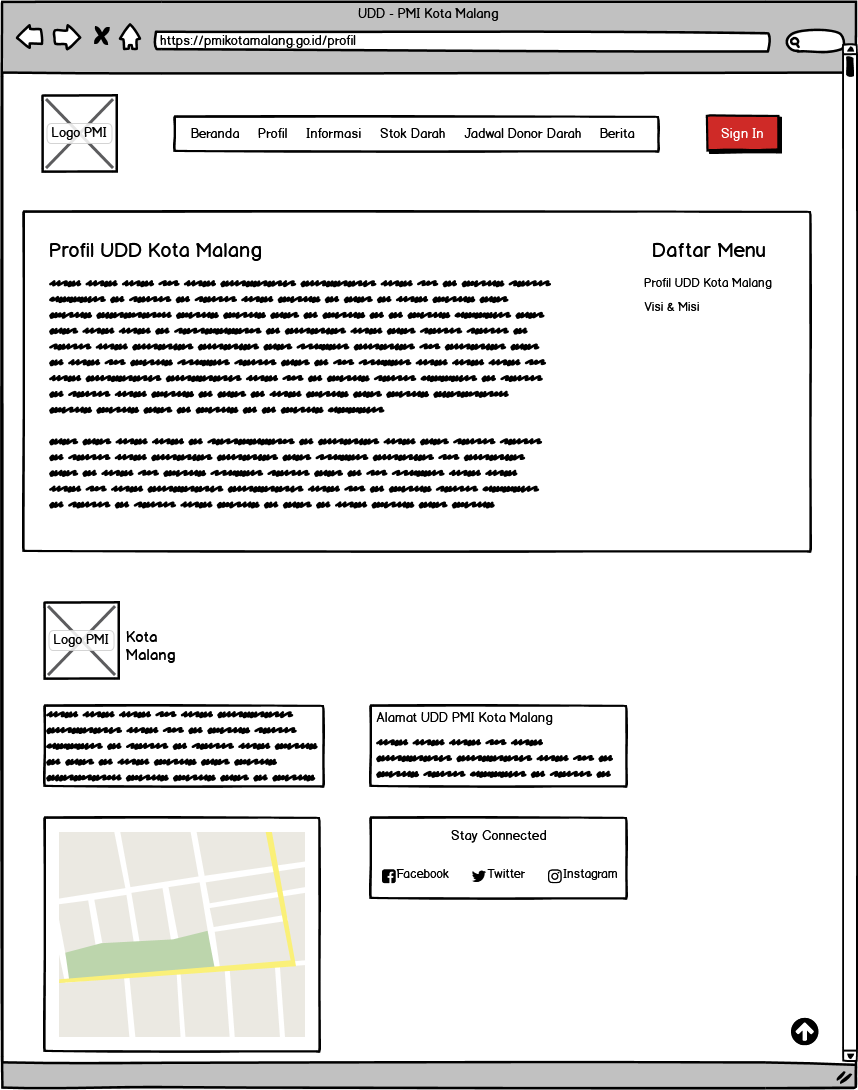 UDD - PMI Kota Malang
https://pmikotamalang.go.id/profil
Logo PMI
Beranda Profil Informasi Stok Darah Jadwal Donor Darah Berita
Sign In
Profil UDD Kota Malang
Daftar Menu
Profil UDD Kota Malang
Visi & Misi
Logo PMI
Kota
Malang
Alamat UDD PMI Kota Malang
Stay Connected
Facebook Twitter Instagram